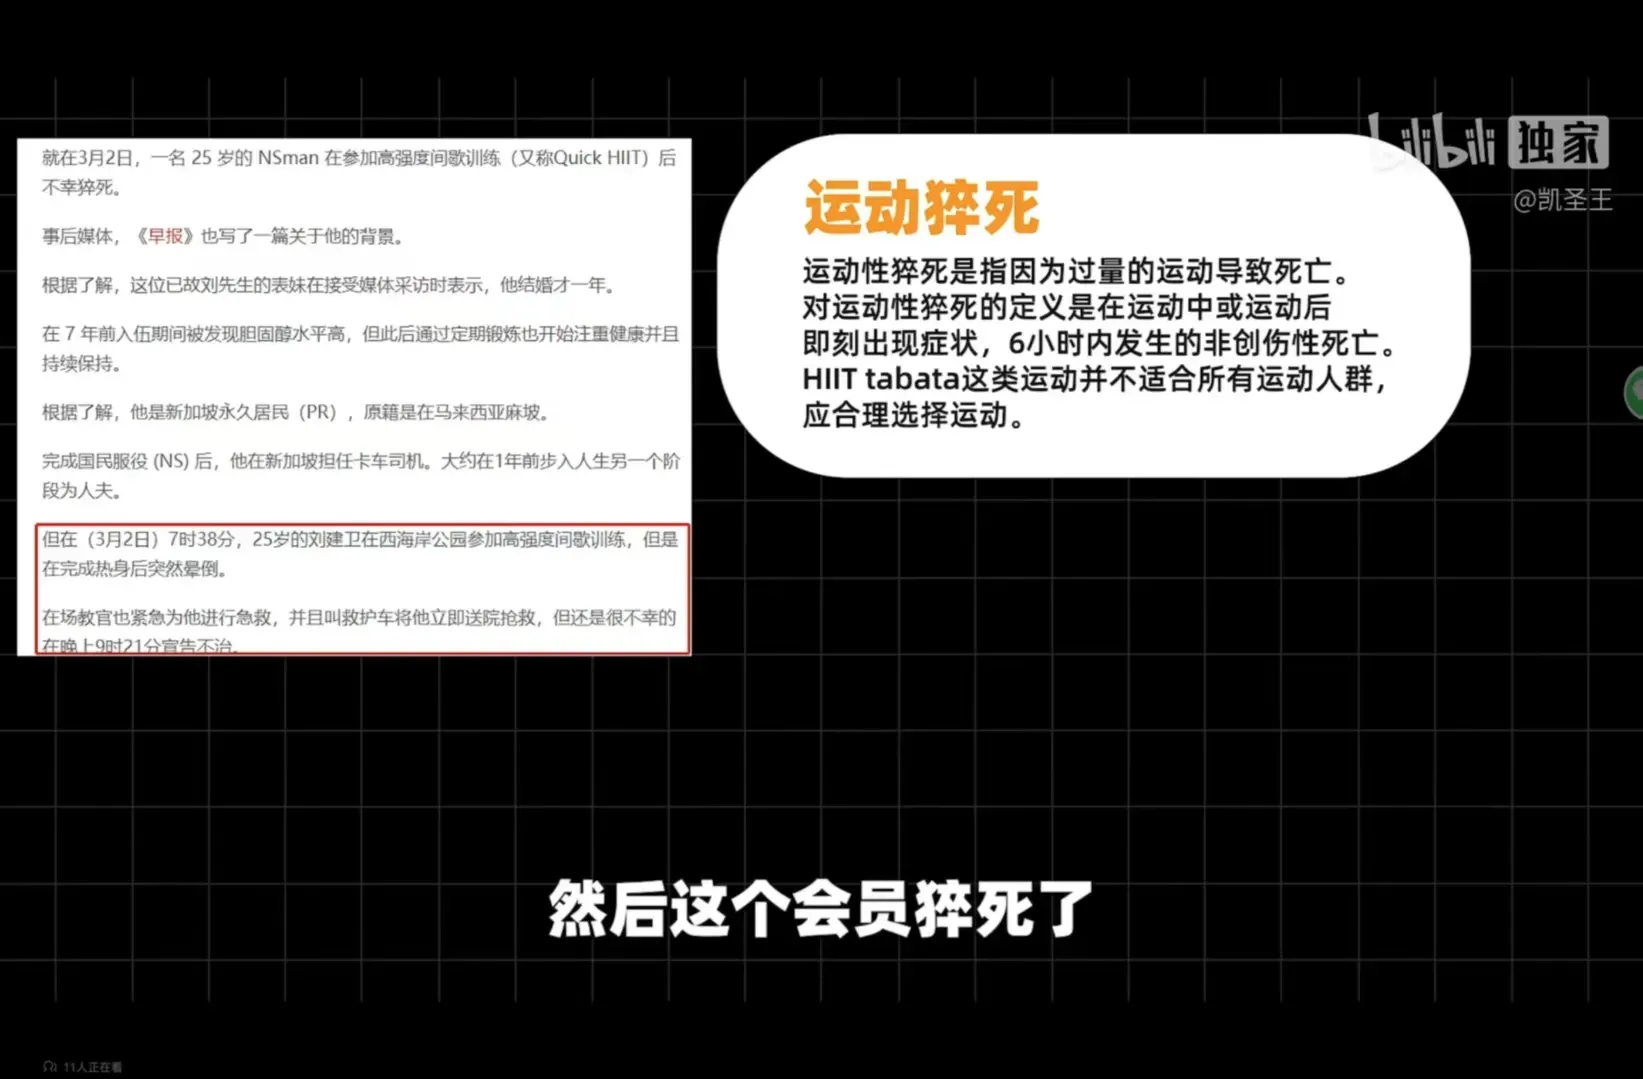 就在3月2日，一名 25 岁的 NSman 在参加高强度间歇训练（又称Quick HIIT）后
不幸猝死。
事后媒体，《早报》也写了一篇关于他的背景。
根据了解，这位已故刘先生的表妹在接受媒体采访时表示，他结婚才一年。
在 7 年前入伍期间被发现胆固醇水平高，但此后通过定期锻炼也开始注重健康并且
持续保持。
根据了解，他是新加坡永久居民（PR），原籍是在马来西亚麻坡。
完成国民服役 (NS) 后，他在新加坡担任卡车司机。大约在1年前步入人生另一个阶
段为人夫。
但在（3月2日）7时38分，25岁的刘建卫在西海岸公园参加高强度间歇训练，但是
在完成热身后突然晕倒。
在场教官也紧急为他进行急救，并且叫救护车将他立即送院抢救，但还是很不幸的
在晚上9时21分宣告不治。
bilibili 独家
@凯圣王
运动猝死
运动性猝死是指因为过量的运动导致死亡。
对运动性猝死的定义是在运动中或运动后
即刻出现症状，6小时内发生的非创伤性死亡。
HIIT tabata这类运动并不适合所有运动人群，
应合理选择运动。
然后这个会员猝死了
11人正在看